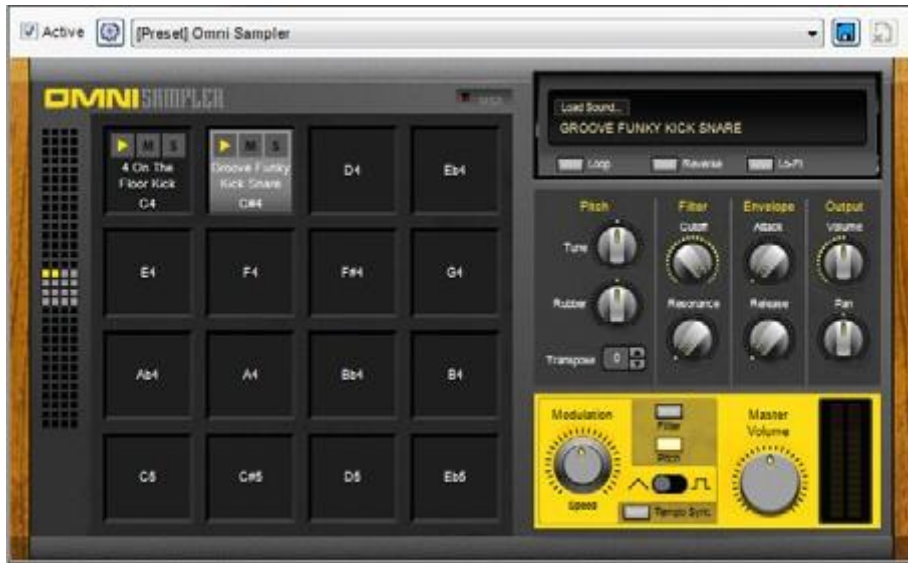 Active [Preset] Omni Sampler
OMNI SAMPLER
Load Sound...
GROOVE FUNKY KICK SNARE
Loop Reverse Lo-Fi
M S M S
4 On The
Floor Kick
C4
Groove Funky
Kick Snare
C#4
D4 Eb4
E4 F4 F#4 G4
Ab4 A4 Bb4 B4
C5 C#5 D5 Eb5
Pitch Filter Envelope Output
Tune Cutoff Attack Volume
Rubber Resonance Release Pan
Transpose 0
Modulation
Speed
Filter
Pitch
Tempo Sync
Master
Volume